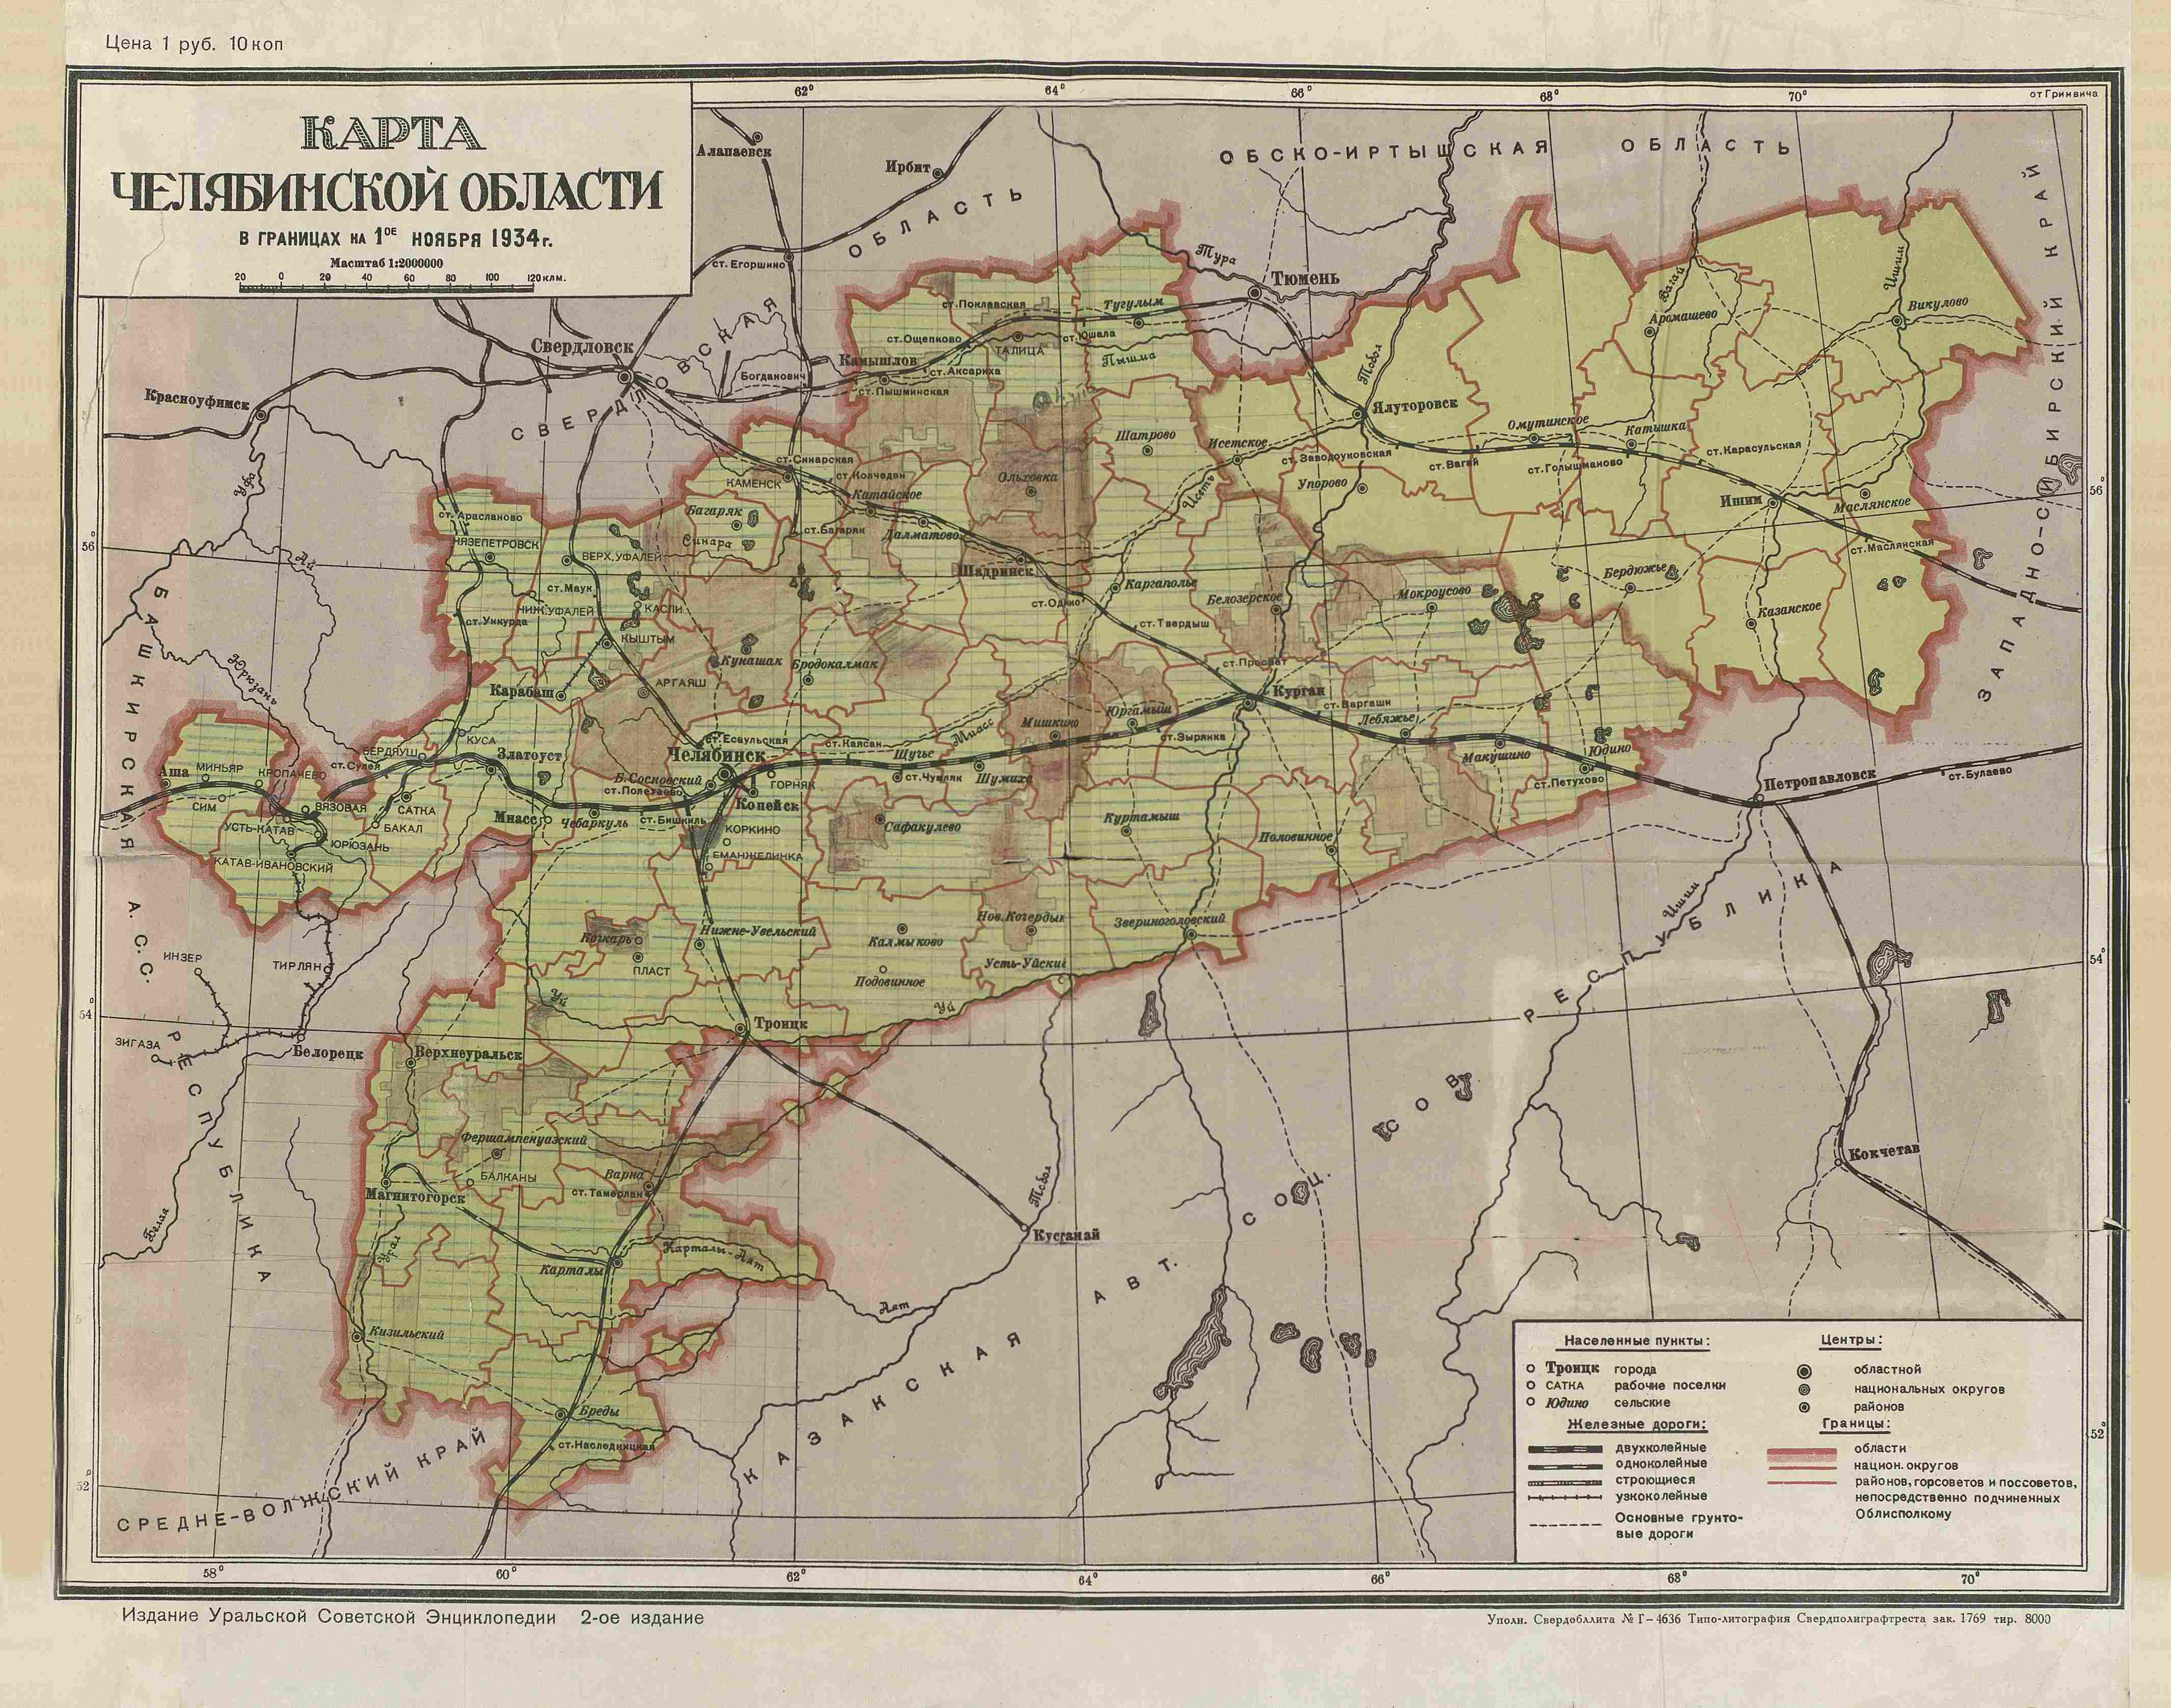 Цена 1 руб. 10 коп
КАРТА
ЧЕЛЯБИНСКОЙ ОБЛАСТИ
В ГРАНИЦАХ НА 1ОЕ НОЯБРЯ 1934 г.
Масштаб 1:2000000
20 0 20 40 60 80 100 120 клм.
62° 64° 66° 68° 70° от Гринвича
Алапаевск
Ирбит
ОБСКО-ИРТЫШСКАЯ ОБЛАСТЬ
СВЕРДЛОВСКАЯ ОБЛАСТЬ
ЗАПАДНО-СИБИРСКИЙ КРАЙ
ст. Егоршино
Тура
Тюмень
ст. Поклевская
Тугулым
Вагай
Ишим
Викулово
Аромашево
ст. Ощепково
ТАЛИЦА
ст. Юшала
Пышма
Свердловск
Камышлов
Богданович
ст. Аксариха
ст. Пышминская
Тобол
Красноуфимск
Ялуторовск
Шатрово
Исетское
Омутинское
Катышка
ст. Карасульская
ст. Заводоуковская
ст. Вагай
ст. Голышманово
ст. Синарская
КАМЕНСК
ст. Колчедан
Катайское
Ольховка
Упорово
Исеть
Ишим
Маслянское
56°
Уфа
Багаряк
ст. Арасланово
ст. Багаряк
Далматово
Синара
НЯЗЕПЕТРОВСК
ВЕРХ. УФАЛЕЙ
ст. Маслянская
56°
Ай
Шадринск
Каргаполье
Бердюжье
ст. Маук
НИЖ. УФАЛЕЙ
КАСЛИ
ст. Одино
Белозерское
Мокроусово
Казанское
ст. Ункурда
КЫШТЫМ
ст. Твердыш
БАШКИРСКАЯ А.С.С. РЕСПУБЛИКА
Юрюзань
Кунашак
Бродокалмак
ст. Просвет
Карабаш
АРГАЯШ
Курган
ст. Варгаши
Юргамыш
Мишкино
Лебяжье
Миасс
КУСА
БЕРДЯУШ
Златоуст
ст. Есаульская
ст. Каясан
Щучье
ст. Зырянка
Макушино
Юдино
Аша
МИНЬЯР
КРОПАЧЕВО
ст. Сулея
Челябинск
Б. Сосновский
ст. Полетаево
ГОРНЯК
ст. Чумляк
Шумиха
ст. Петухово
Петропавловск
ст. Булаево
СИМ
ВЯЗОВАЯ
САТКА
Копейск
УСТЬ-КАТАВ
БАКАЛ
Миасс
Чебаркуль
ст. Бишкиль
КОРКИНО
Сафакулево
Куртамыш
Половинное
ЮРЮЗАНЬ
ЕМАНЖЕЛИНКА
КАТАВ-ИВАНОВСКИЙ
Ишим
Кочкарь
Нижне-Увельский
Калмыково
Нов. Кочердык
Звериноголовский
ИНЗЕР
ТИРЛЯН
ПЛАСТ
Подовинное
Усть-Уйский
54°
Уй
Уй
54°
Троицк
ЗИГАЗА
Белорецк
Верхнеуральск
Фершампенуазский
Варна
БАЛКАНЫ
ст. Тамерлан
Магнитогорск
Тобол
Кокчетав
Белая
Урал
Карталы-Аят
Карталы
Кустанай
Аят
КАЗАКСКАЯ АВТ. СОЦ. СОВ. РЕСПУБЛИКА
Кизильский
Бреды
ст. Наследницкая
СРЕДНЕ-ВОЛЖСКИЙ КРАЙ
52°
52°
Населенные пункты:
Троицк города
САТКА рабочие поселки
Юдино сельские
Железные дороги:
двухколейные
одноколейные
строющиеся
узкоколейные
Основные грунто-
вые дороги
Центры:
областной
национальных округов
районов
Границы:
области
национ. округов
районов, горсоветов и поссоветов,
непосредственно подчиненных
Облисполкому
58° 60° 62° 64° 66° 68° 70°
Издание Уральской Советской Энциклопедии 2-ое издание
Уполн. Свердобллита № Г-4636 Типо-литография Свердполиграфтреста зак. 1769 тир. 8000